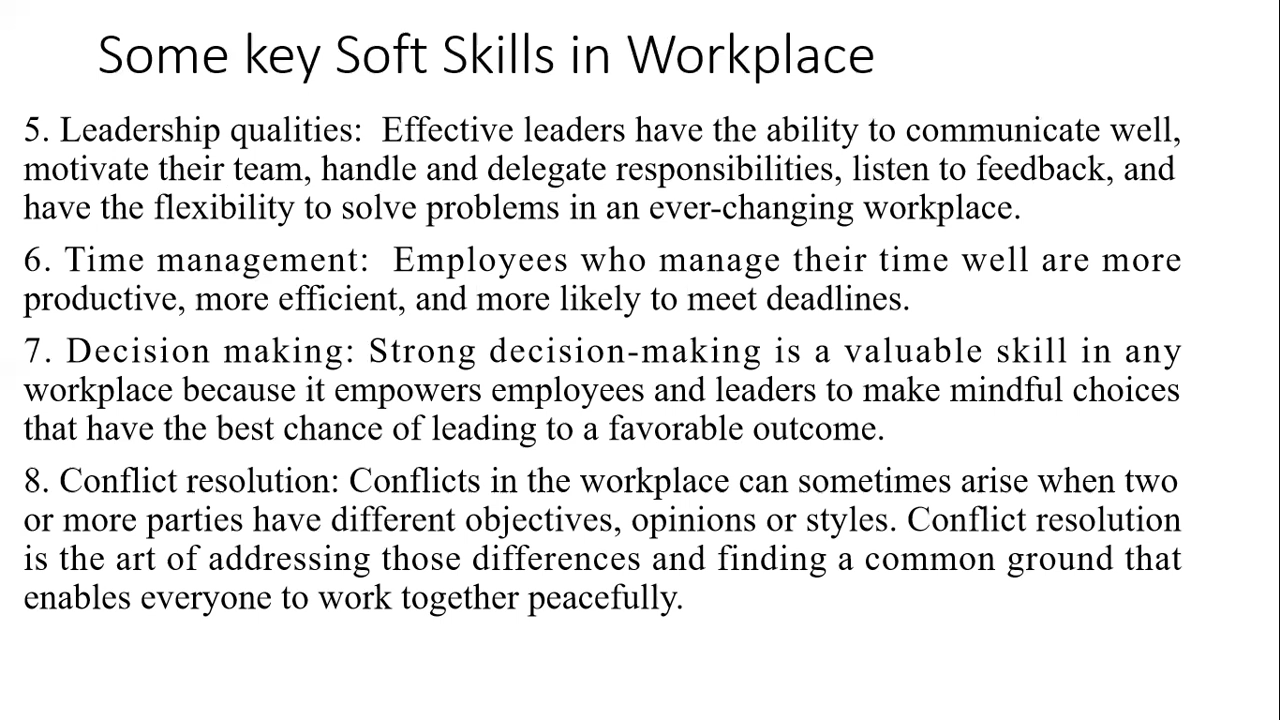 Some key Soft Skills in Workplace
5. Leadership qualities:  Effective leaders have the ability to communicate well,
motivate their team, handle and delegate responsibilities, listen to feedback, and
have the flexibility to solve problems in an ever-changing workplace.
6. Time management:  Employees who manage their time well are more
productive, more efficient, and more likely to meet deadlines.
7. Decision making: Strong decision-making is a valuable skill in any
workplace because it empowers employees and leaders to make mindful choices
that have the best chance of leading to a favorable outcome.
8. Conflict resolution: Conflicts in the workplace can sometimes arise when two
or more parties have different objectives, opinions or styles. Conflict resolution
is the art of addressing those differences and finding a common ground that
enables everyone to work together peacefully.